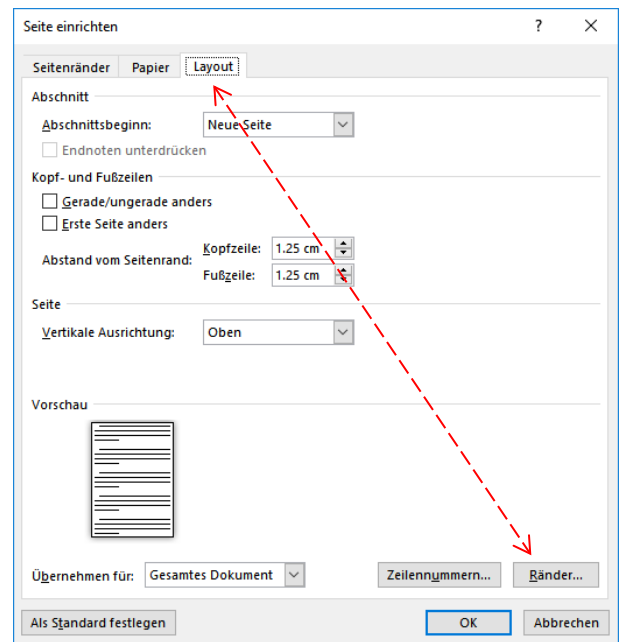 Seite einrichten ? ×
Seitenränder Papier Layout
Abschnitt
Abschnittsbeginn: Neue Seite
Endnoten unterdrücken
Kopf- und Fußzeilen
Gerade/ungerade anders
Erste Seite anders
Abstand vom Seitenrand: Kopfzeile: 1.25 cm
Fußzeile: 1.25 cm
Seite
Vertikale Ausrichtung: Oben
Vorschau
Übernehmen für: Gesamtes Dokument Zeilennummern... Ränder...
Als Standard festlegen OK Abbrechen